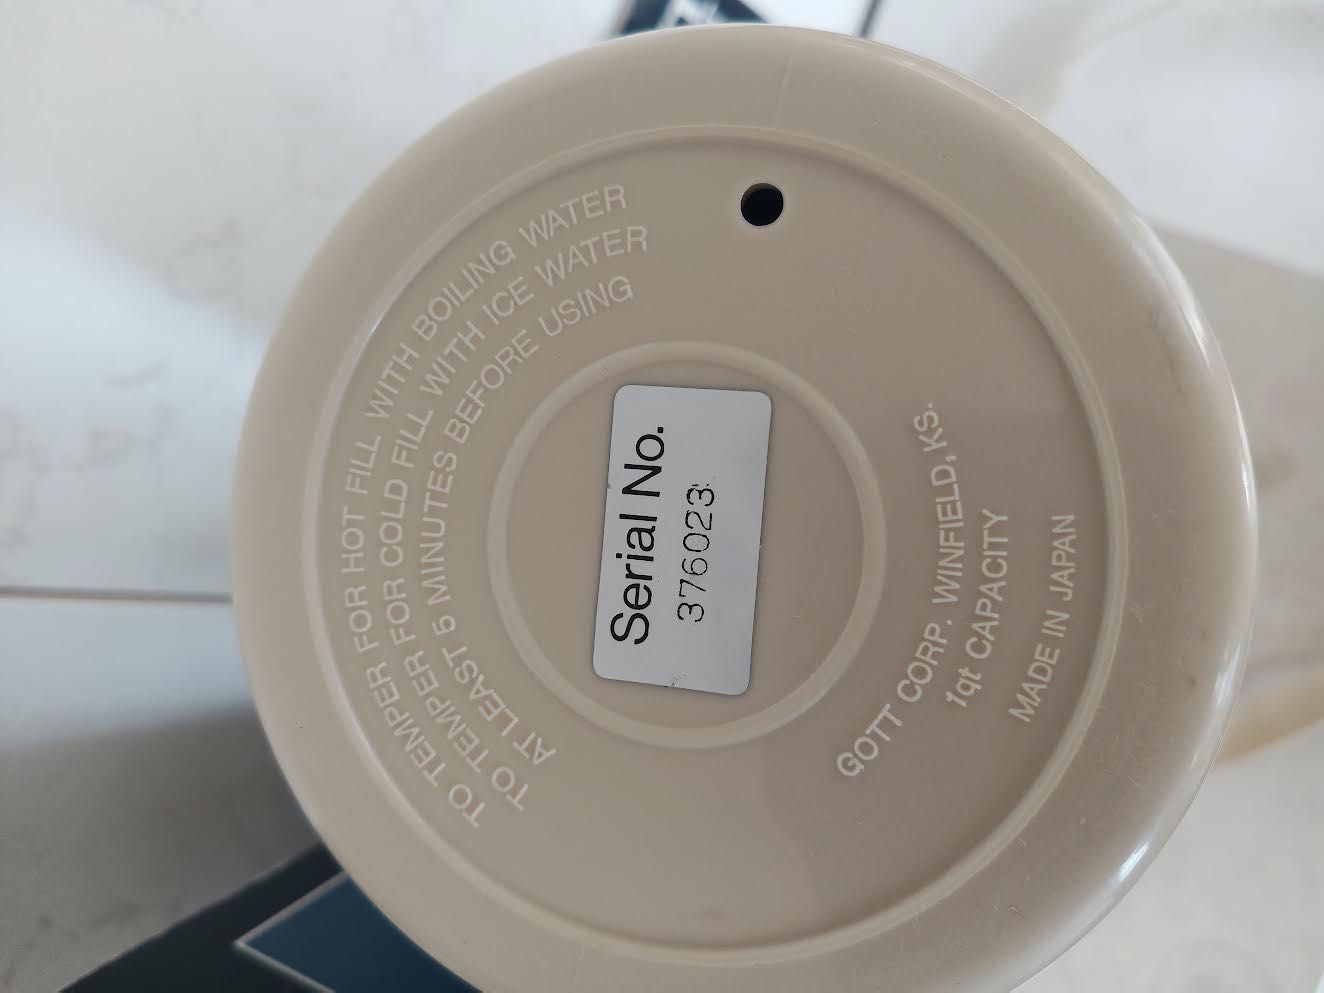 TO TEMPER FOR HOT FILL WITH BOILING WATER
TO TEMPER FOR COLD FILL WITH ICE WATER
AT LEAST 5 MINUTES BEFORE USING
Serial No.
376023
GOTT CORP. WINFIELD, KS.
1qt CAPACITY
MADE IN JAPAN